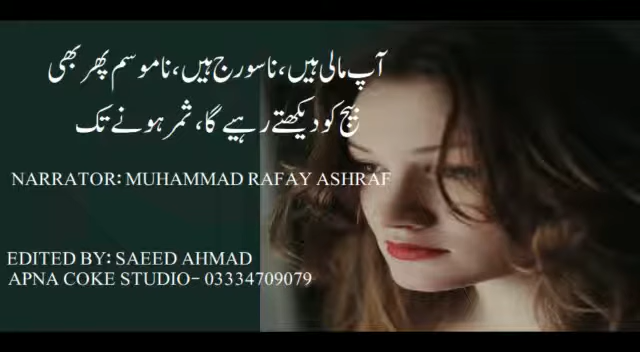 آپ مالی ہیں، نا سورج ہیں، نا موسم پھر بھی
بیج کو دیکھتے رہیے گا، ثمر ہونے تک
NARRATOR: MUHAMMAD RAFAY ASHRAF
EDITED BY: SAEED AHMAD
APNA COKE STUDIO- 03334709079